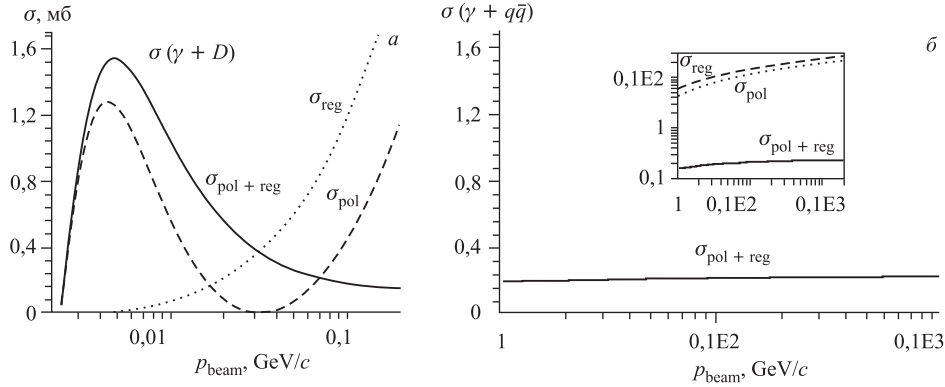 σ, мб
а
σ (γ + D)
1,6
1,2
0,8
0,4
0
σreg
σpol + reg
σpol
0,01
0,1
pbeam, GeV/c
σ (γ + qq̄)
б
1,6
1,2
0,8
0,4
0
σreg
σpol
σpol + reg
0,1E2
1
0,1
1
0,1E2
0,1E3
σpol + reg
1
0,1E2
0,1E3
pbeam, GeV/c